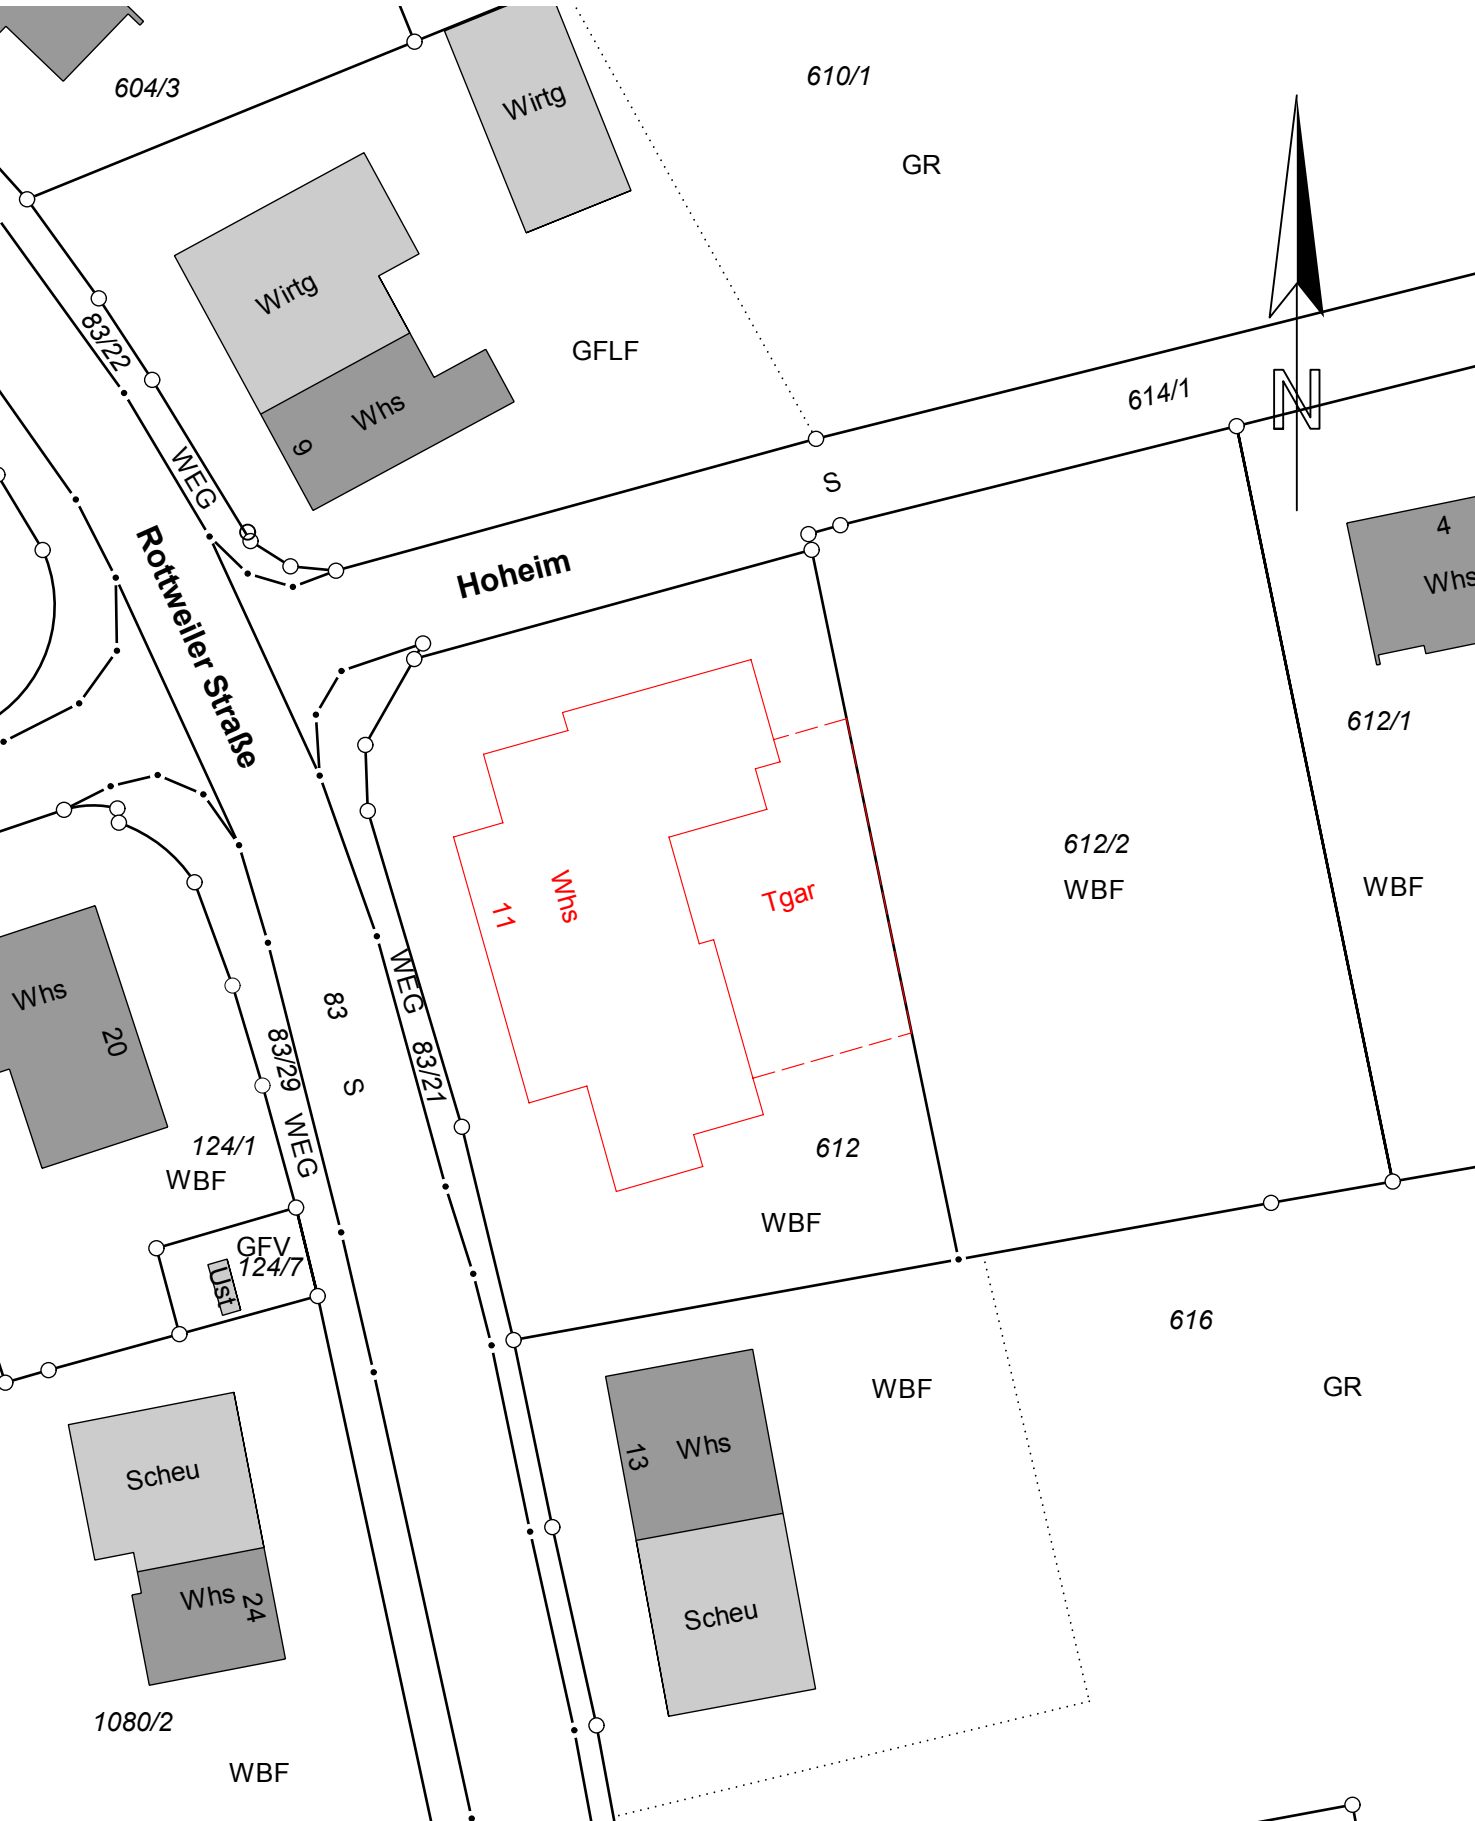 604/3
610/1
Wirtg
GR
Wirtg
83/22
GFLF
614/1
N
Whs
9
WEG
S
4
Whs
Hoheim
Rottweiler Straße
612/1
612/2
WBF
WBF
Whs
11
Tgar
Whs
20
83
WEG
83/29
83/21
S
WEG
124/1
WBF
612
WBF
GFV
124/7
Ust
616
WBF
GR
13
Whs
Scheu
Whs
24
Scheu
1080/2
WBF